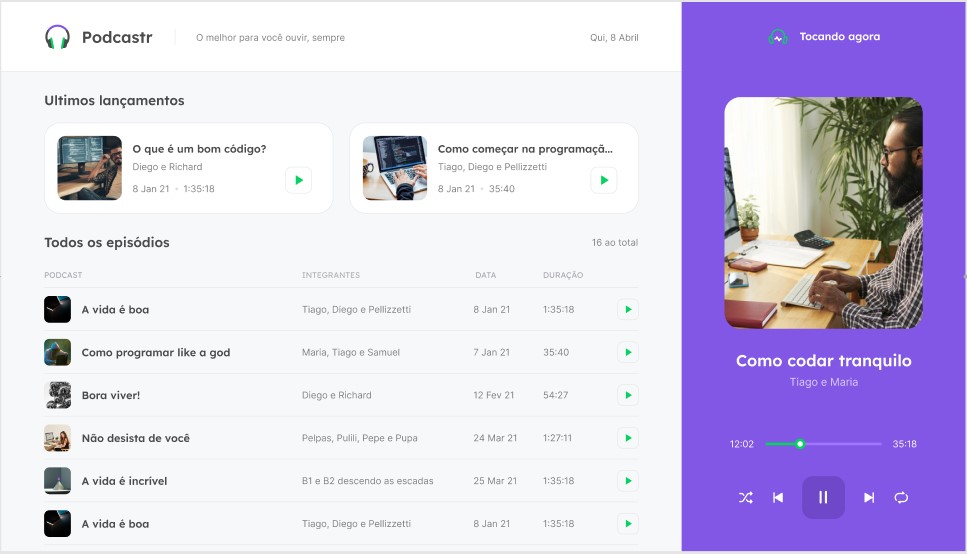 Podcastr
O melhor para você ouvir, sempre
Qui, 8 Abril
Ultimos lançamentos
O que é um bom código?
Diego e Richard
8 Jan 21 • 1:35:18
Como começar na programaçã...
Tiago, Diego e Pellizzetti
8 Jan 21 • 35:40
Todos os episódios
16 ao total
PODCAST INTEGRANTES DATA DURAÇÃO
A vida é boa Tiago, Diego e Pellizzetti 8 Jan 21 1:35:18
Como programar like a god Maria, Tiago e Samuel 7 Jan 21 35:40
Bora viver! Diego e Richard 12 Fev 21 54:27
Não desista de você Pelpas, Pulili, Pepe e Pupa 24 Mar 21 1:27:11
A vida é incrível B1 e B2 descendo as escadas 25 Mar 21 1:35:18
A vida é boa Tiago, Diego e Pellizzetti 8 Jan 21 1:35:18
Tocando agora
Como codar tranquilo
Tiago e Maria
12:02 35:18